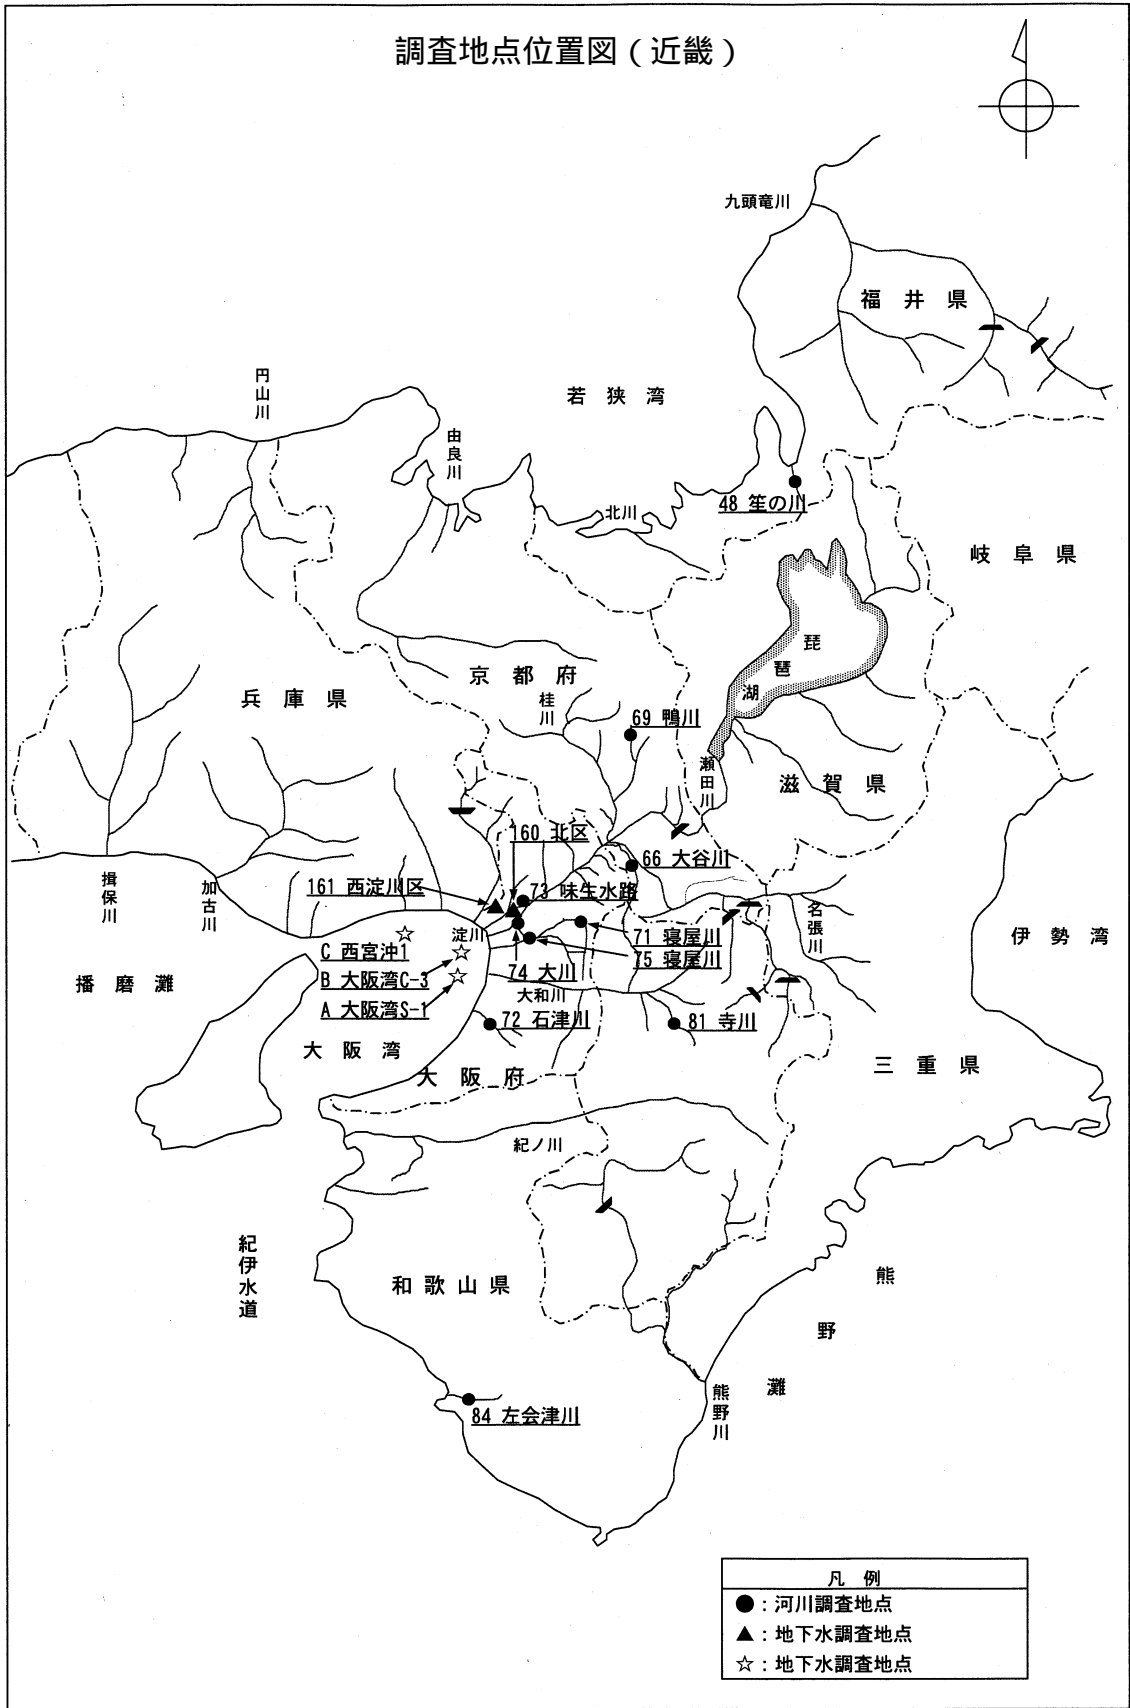 調査地点位置図（近畿）
九頭竜川
福井県
円山川
若狭湾
由良川
48 笙の川
北川
岐阜県
琵琶湖
京都府
兵庫県
桂川
69 鴨川
瀬田川
滋賀県
160 北区
66 大谷川
揖保川
加古川
161 西淀川区
73 味生水路
名張川
淀川
71 寝屋川
伊勢湾
C 西宮沖1
75 寝屋川
播磨灘
B 大阪湾C-3
74 大川
大和川
A 大阪湾S-1
72 石津川
81 寺川
大阪湾
大阪府
三重県
紀ノ川
紀伊水道
和歌山県
熊野灘
熊野川
84 左会津川
凡例
●：河川調査地点
▲：地下水調査地点
☆：地下水調査地点